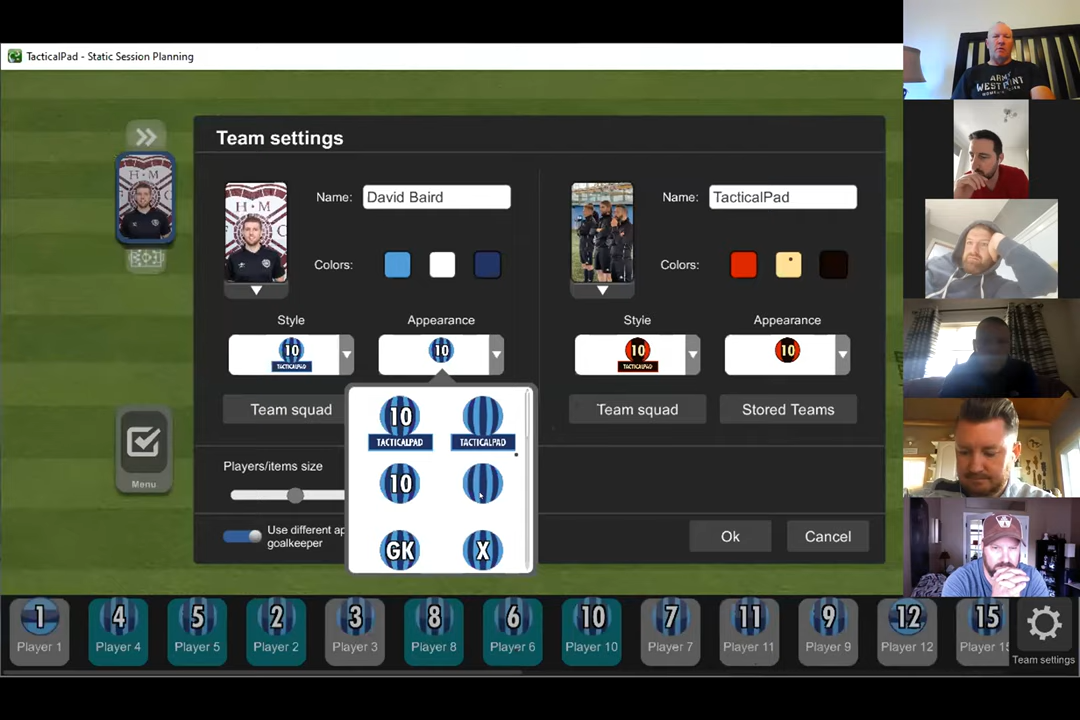 TacticalPad - Static Session Planning
ARMY
WEST POINT
Team settings
H M
H M
Name: David Baird
Name: TacticalPad
Colors:
Colors:
Style
Appearance
Style
Appearance
10
TACTICALPAD
10
10
TACTICALPAD
10
Team squad
Team squad
Stored Teams
10
TACTICALPAD
TACTICALPAD
10
GK
X
Menu
Players/items size
Use different ap
goalkeeper
Ok
Cancel
1
4
5
2
3
8
6
10
7
11
9
12
15
Player 1
Player 4
Player 5
Player 2
Player 3
Player 8
Player 6
Player 10
Player 7
Player 11
Player 9
Player 12
Player 15
Team settings